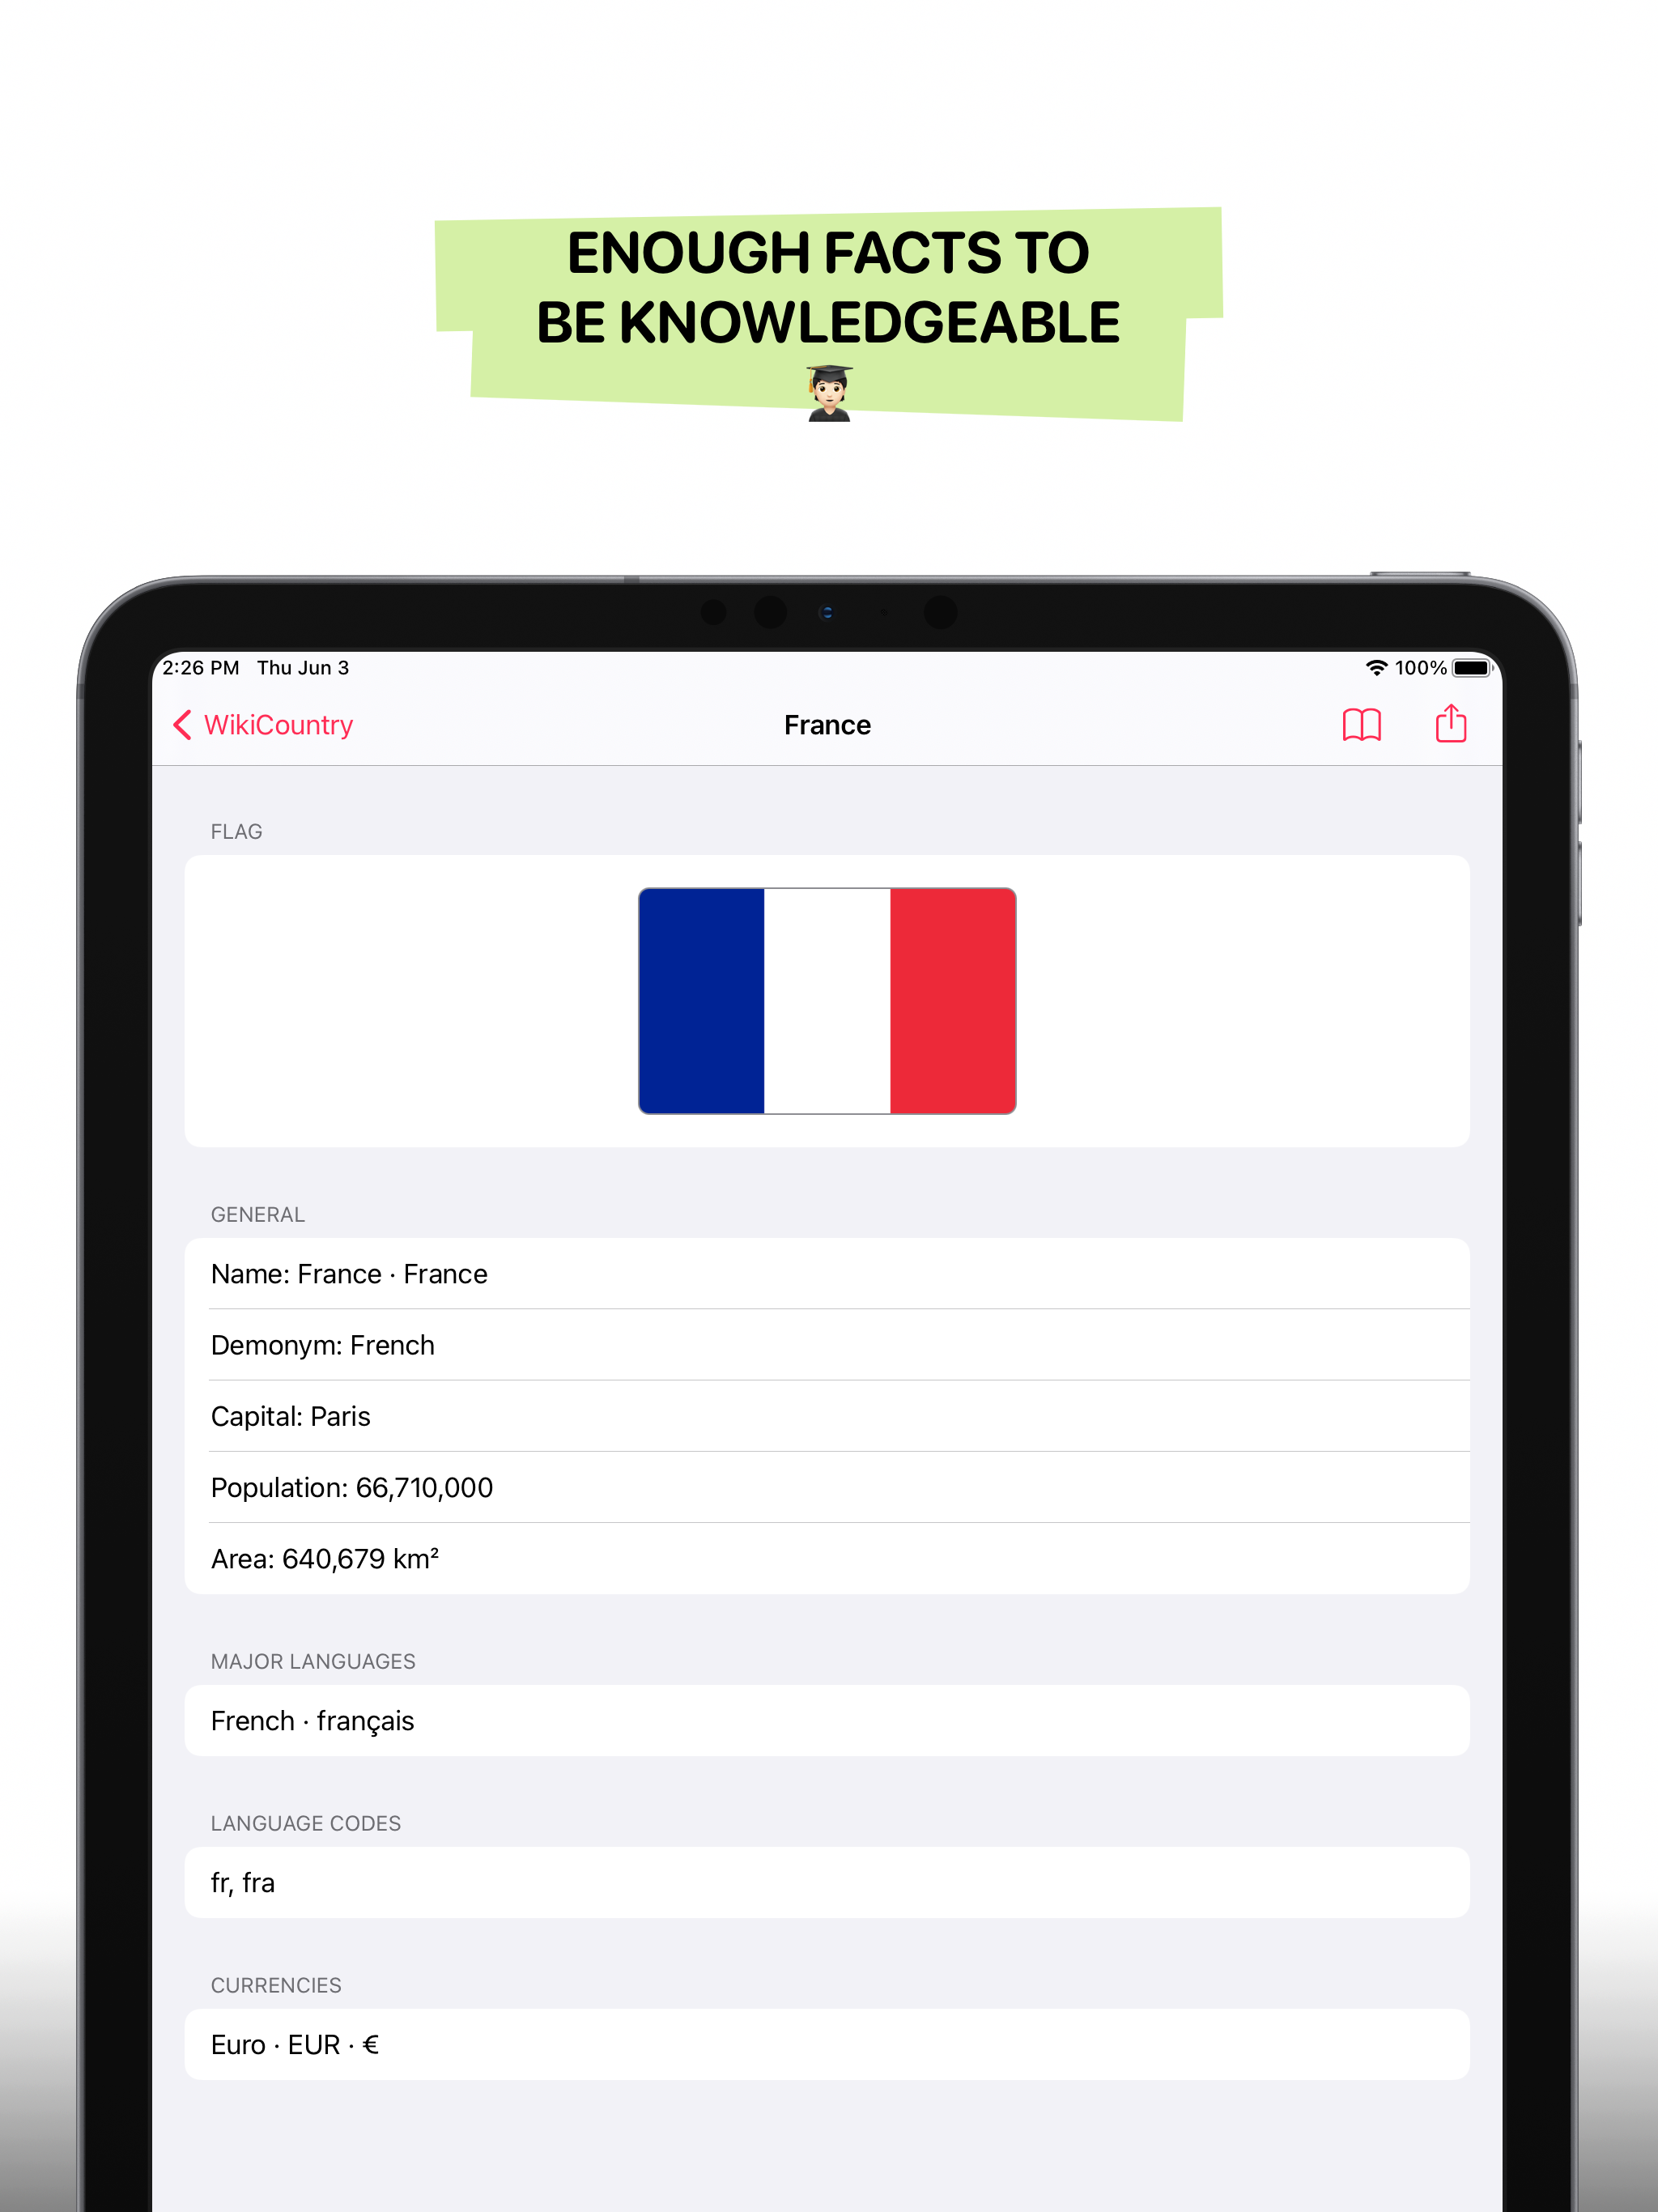 ENOUGH FACTS TO
BE KNOWLEDGEABLE
2:26 PM Thu Jun 3 100%
WikiCountry France
FLAG
GENERAL
Name: France · France
Demonym: French
Capital: Paris
Population: 66,710,000
Area: 640,679 km²
MAJOR LANGUAGES
French · français
LANGUAGE CODES
fr, fra
CURRENCIES
Euro · EUR · €